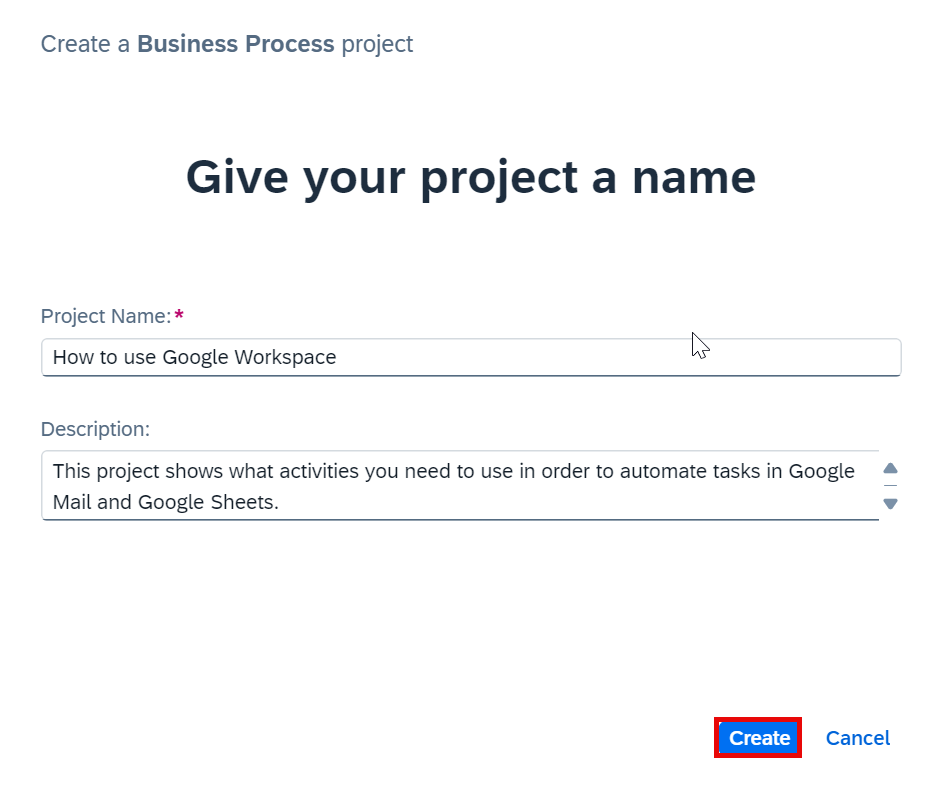 Create a Business Process project
Give your project a name
Project Name:*
How to use Google Workspace
Description:
This project shows what activities you need to use in order to automate tasks in Google
Mail and Google Sheets.
Create Cancel